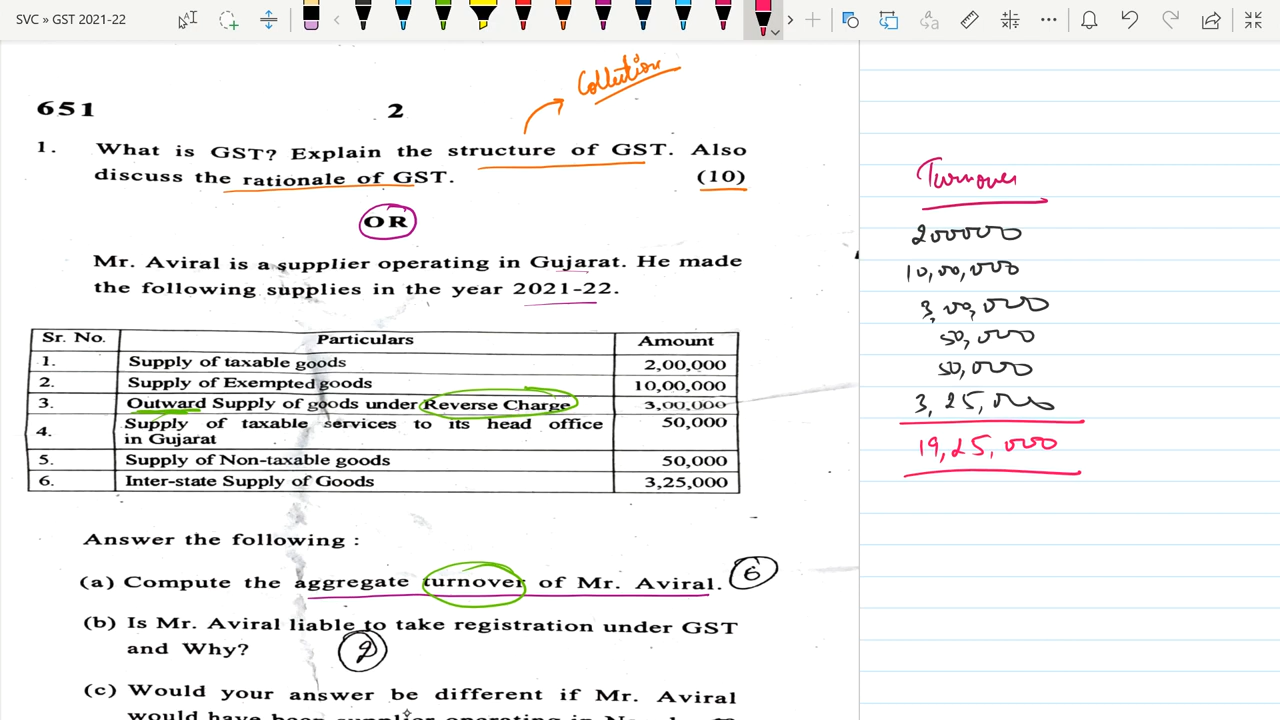 SVC » GST 2021-22
Collection
651
2
1. What is GST? Explain the structure of GST. Also
discuss the rationale of GST. (10)
OR
Mr. Aviral is a supplier operating in Gujarat. He made
the following supplies in the year 2021-22.
Sr. No. Particulars Amount
1. Supply of taxable goods 2,00,000
2. Supply of Exempted goods 10,00,000
3. Outward Supply of goods under Reverse Charge 3,00,000
4. Supply of taxable services to its head office in Gujarat 50,000
5. Supply of Non-taxable goods 50,000
6. Inter-state Supply of Goods 3,25,000
Answer the following :
(a) Compute the aggregate turnover of Mr. Aviral. 6
(b) Is Mr. Aviral liable to take registration under GST
and Why? 2
(c) Would your answer be different if Mr. Aviral
would have been supplier operating in
Turnover
200000
10,00,000
3,00,000
50,000
50,000
3,25,000
19,25,000